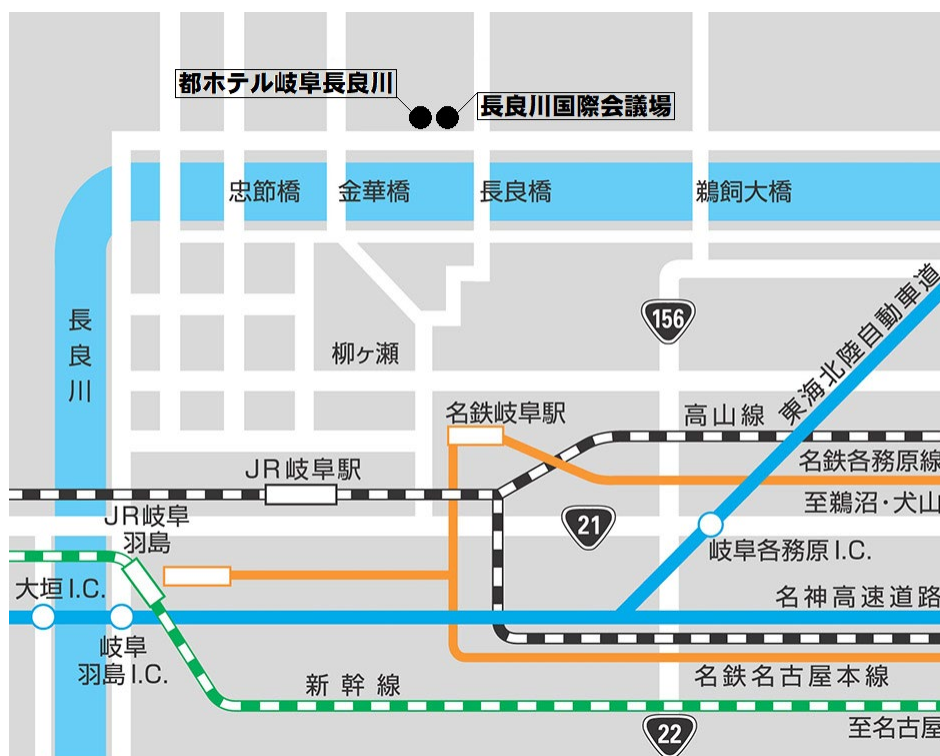 都ホテル岐阜長良川
長良川国際会議場
忠節橋
金華橋
長良橋
鵜飼大橋
長良川
156
柳ヶ瀬
東海北陸自動車道
名鉄岐阜駅
高山線
JR岐阜駅
名鉄各務原線
至鵜沼・犬山
JR岐阜
羽島
21
岐阜各務原I.C.
大垣I.C.
名神高速道路
岐阜
羽島I.C.
新幹線
名鉄名古屋本線
22
至名古屋